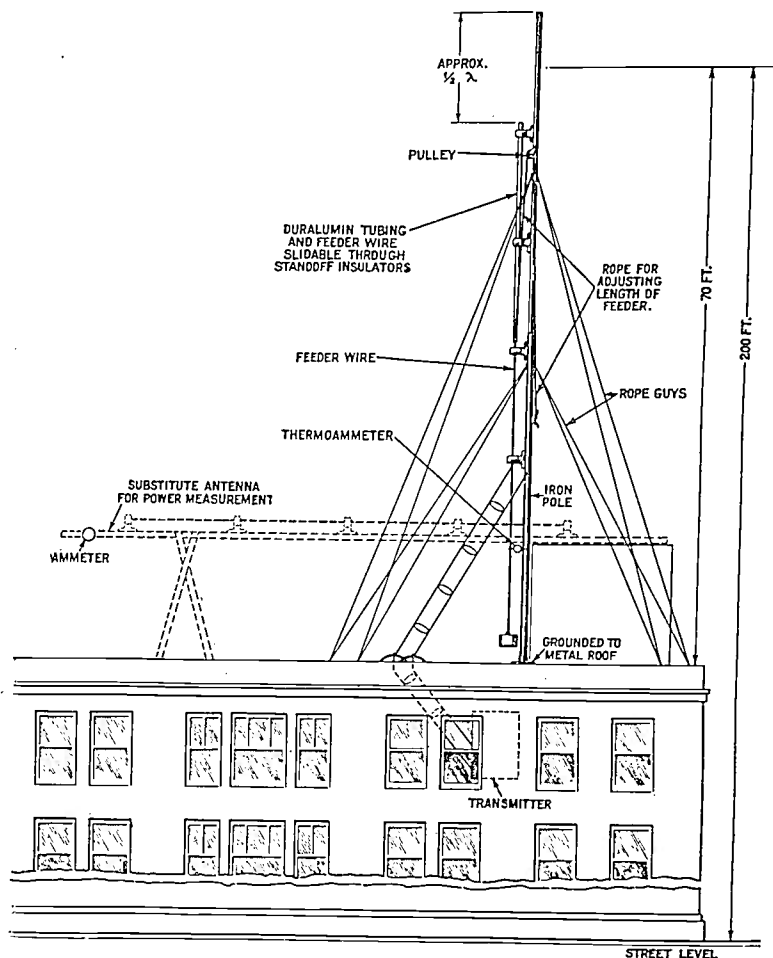 APPROX.
½ λ
PULLEY
DURALUMIN TUBING
AND FEEDER WIRE
SLIDABLE THROUGH
STANDOFF INSULATORS
ROPE FOR
ADJUSTING
LENGTH OF
FEEDER.
70 FT.
200 FT.
FEEDER WIRE
ROPE GUYS
THERMOAMMETER
SUBSTITUTE ANTENNA
FOR POWER MEASUREMENT
IRON
POLE
AMMETER
GROUNDED TO
METAL ROOF
TRANSMITTER
STREET LEVEL